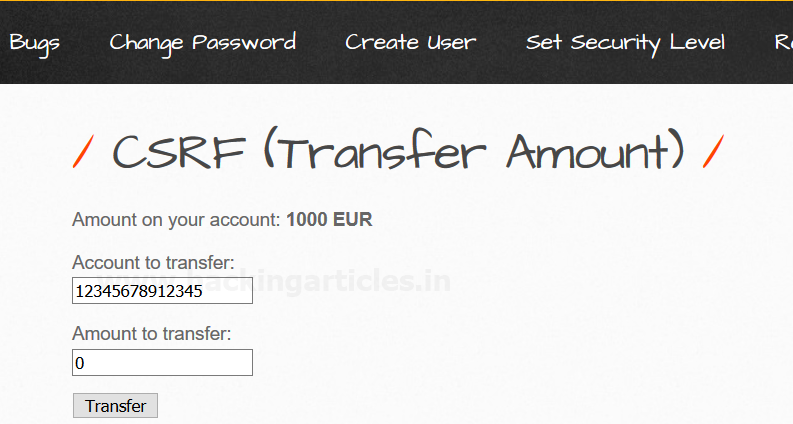 Bugs Change Password Create User Set Security Level
/ CSRF (Transfer Amount) /
Amount on your account: 1000 EUR
Account to transfer:
www.hackingarticles.in
12345678912345
Amount to transfer:
0
Transfer